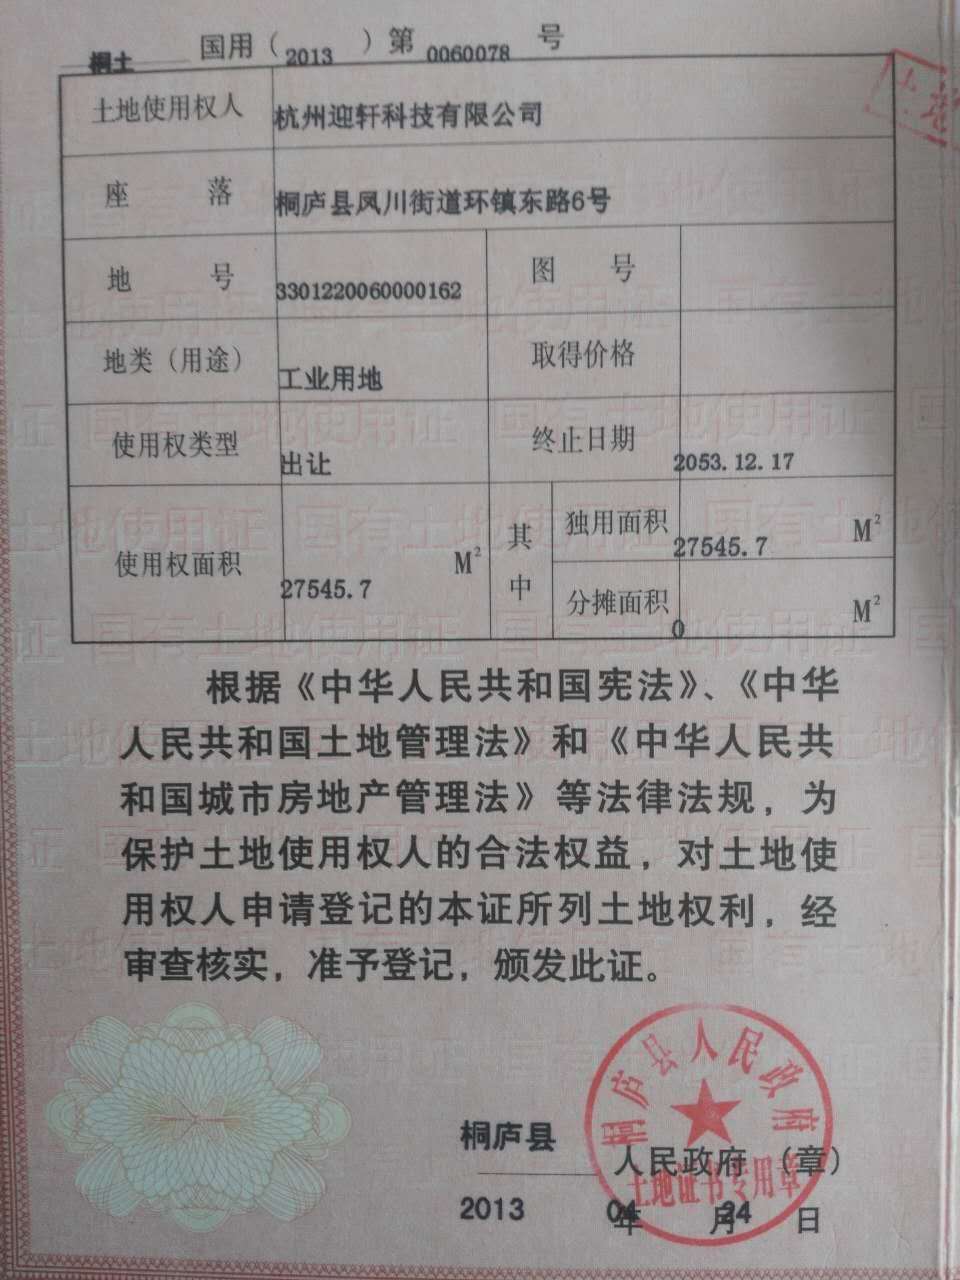 桐土 国用（2013）第0060078号
土地使用权人 杭州迎轩科技有限公司
座落 桐庐县凤川街道环镇东路6号
地号 3301220060000162 图号
地类（用途） 工业用地 取得价格
使用权类型 出让 终止日期 2053.12.17
使用权面积 27545.7 M² 其中 独用面积 27545.7 M²
分摊面积 0 M²
根据《中华人民共和国宪法》、《中华
人民共和国土地管理法》和《中华人民共
和国城市房地产管理法》等法律法规，为
保护土地使用权人的合法权益，对土地使
用权人申请登记的本证所列土地权利，经
审查核实，准予登记，颁发此证。
桐庐县人民政府
桐庐县 人民政府（章）
土地证书专用章
2013年04月24日